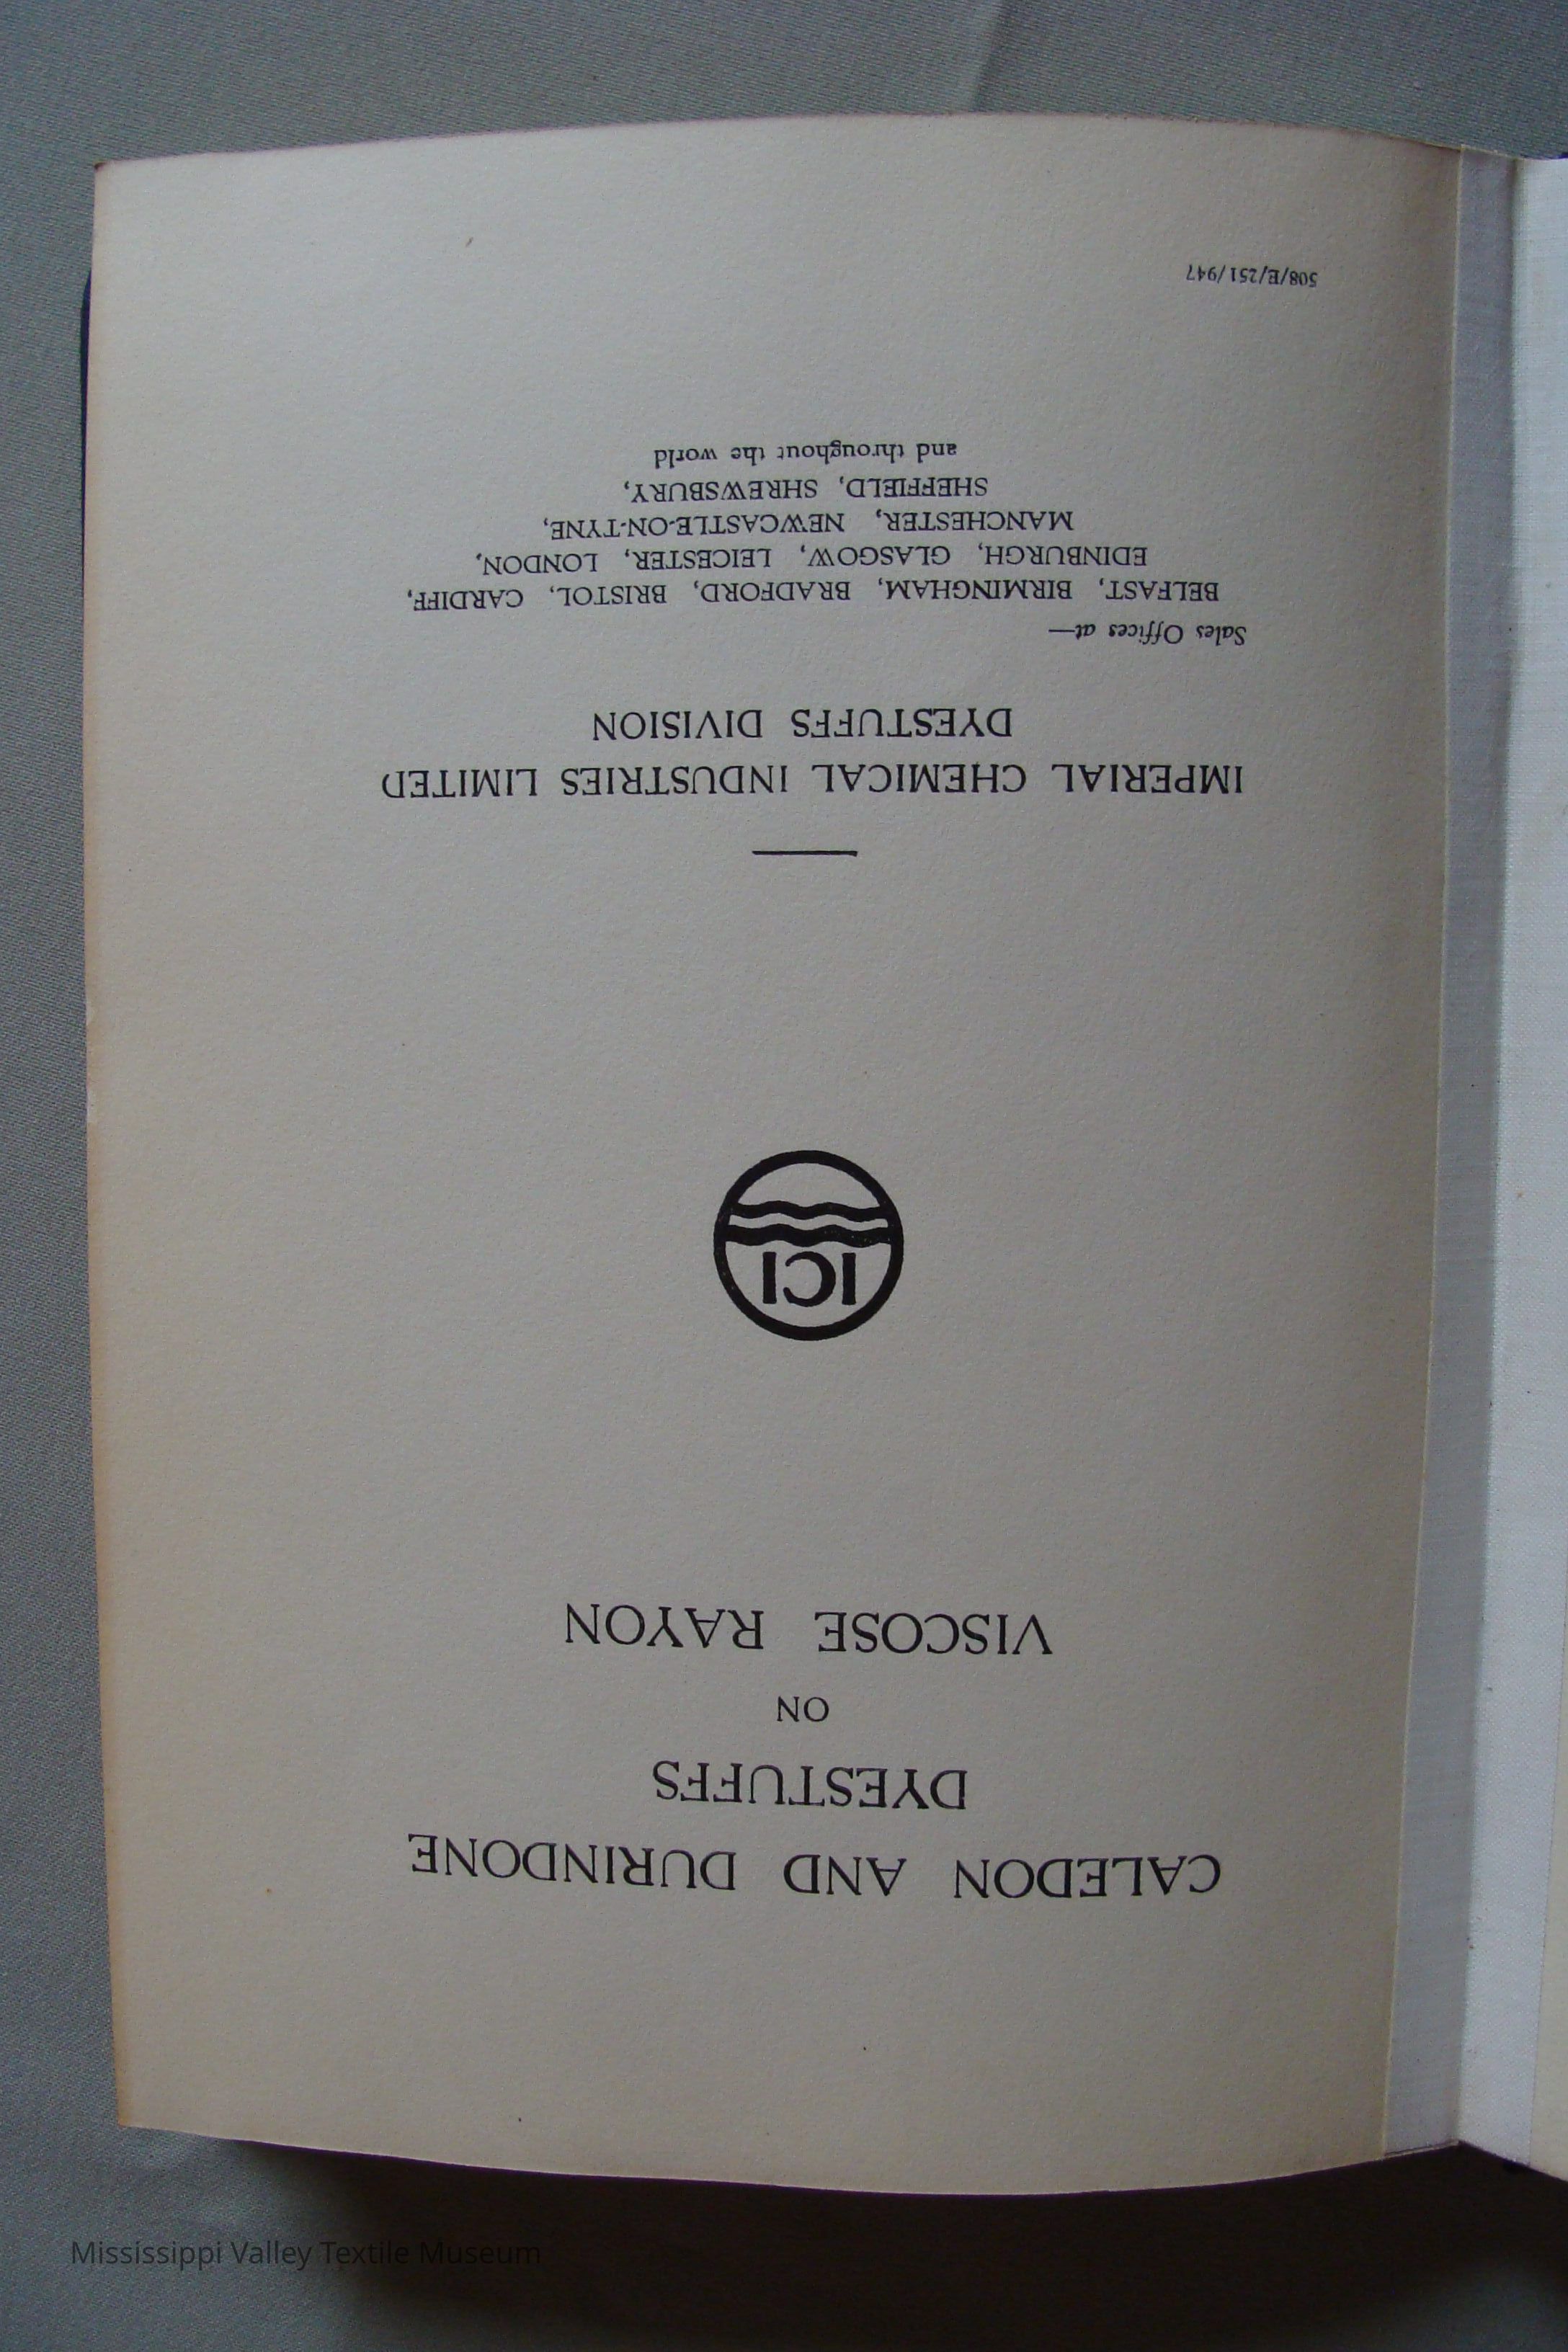 CALEDON AND DURINDONE
DYESTUFFS
ON
VISCOSE RAYON
ICI
IMPERIAL CHEMICAL INDUSTRIES LIMITED
DYESTUFFS DIVISION
Sales Offices at—
BELFAST, BIRMINGHAM, BRADFORD, BRISTOL, CARDIFF,
EDINBURGH, GLASGOW, LEICESTER, LONDON,
MANCHESTER, NEWCASTLE-ON-TYNE,
SHEFFIELD, SHREWSBURY,
and throughout the world
508/E/251/947
Mississippi Valley Textile Museum